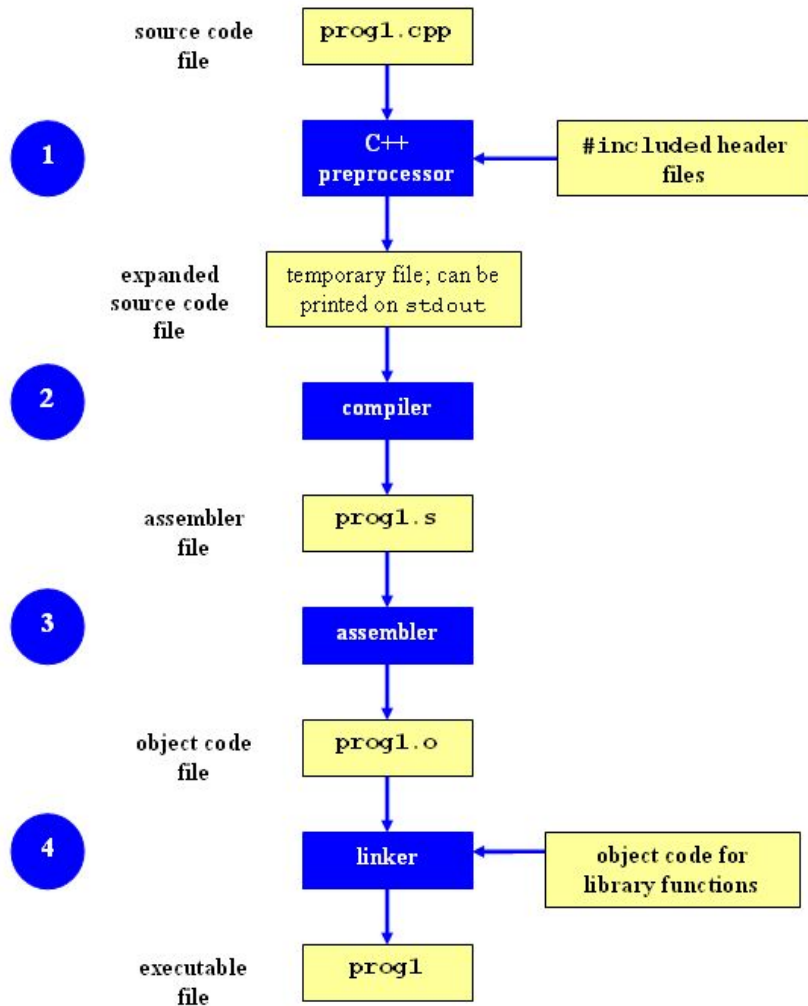 source code
file
prog1.cpp
1
C++
preprocessor
#included header
files
expanded
source code
file
temporary file; can be
printed on stdout
2
compiler
assembler
file
prog1.s
3
assembler
object code
file
prog1.o
4
linker
object code for
library functions
executable
file
prog1